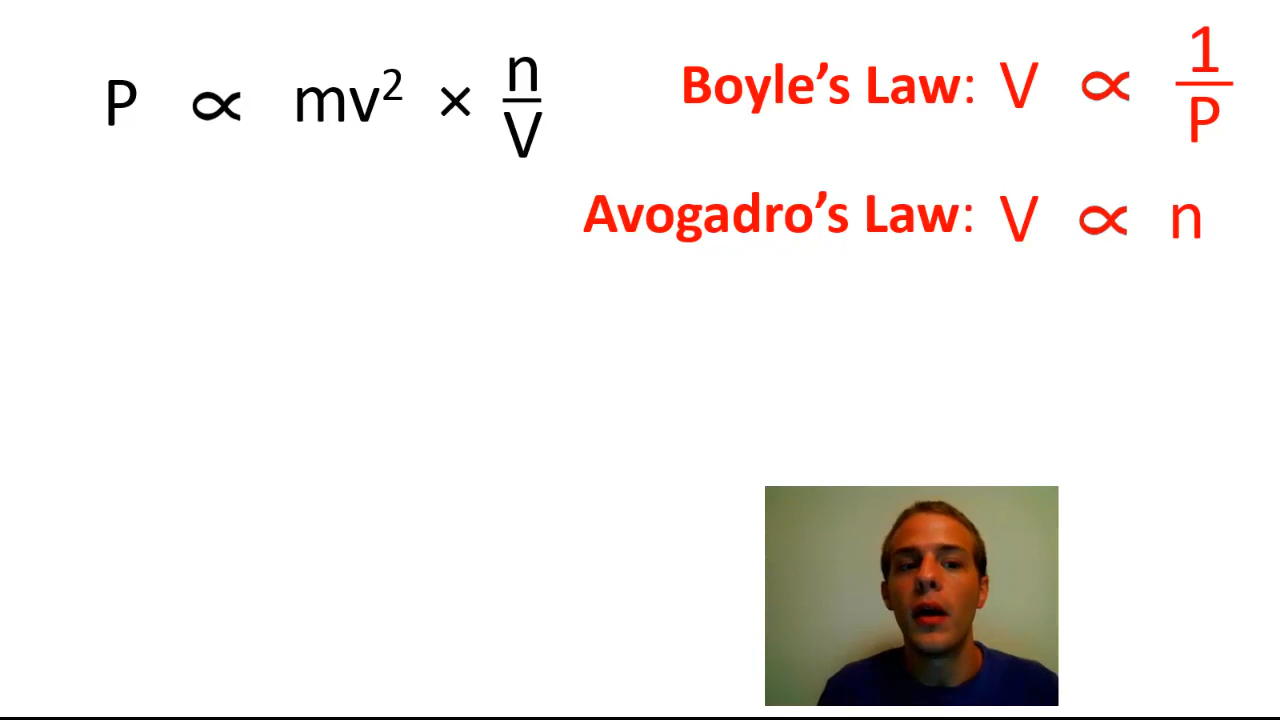 P ∝ mv² × n/V
Boyle’s Law: V ∝ 1/P
Avogadro’s Law: V ∝ n